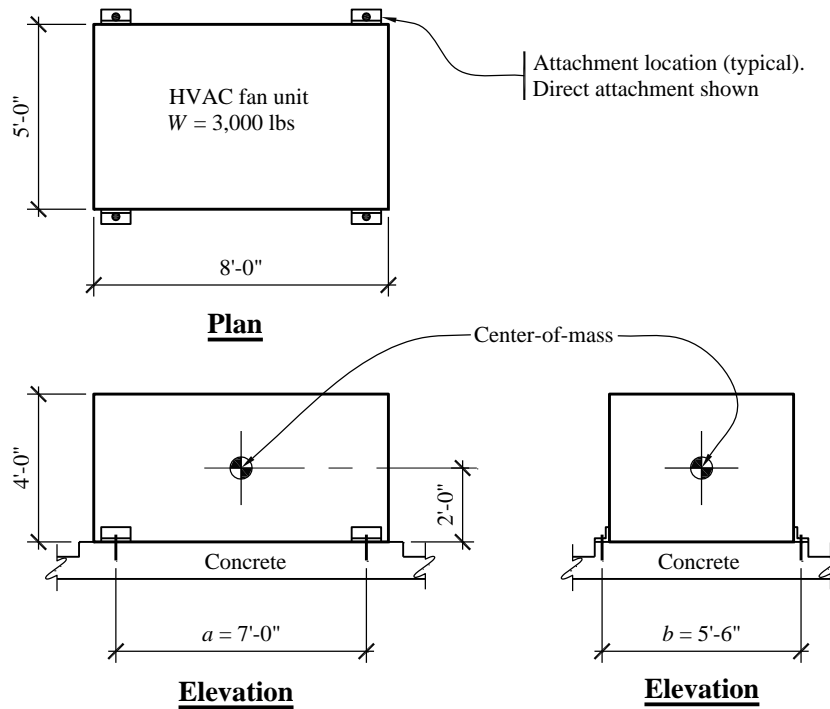 Attachment location (typical).
Direct attachment shown
HVAC fan unit
W = 3,000 lbs
5'-0"
8'-0"
Plan
Center-of-mass
4'-0"
2'-0"
Concrete
Concrete
a = 7'-0"
b = 5'-6"
Elevation
Elevation